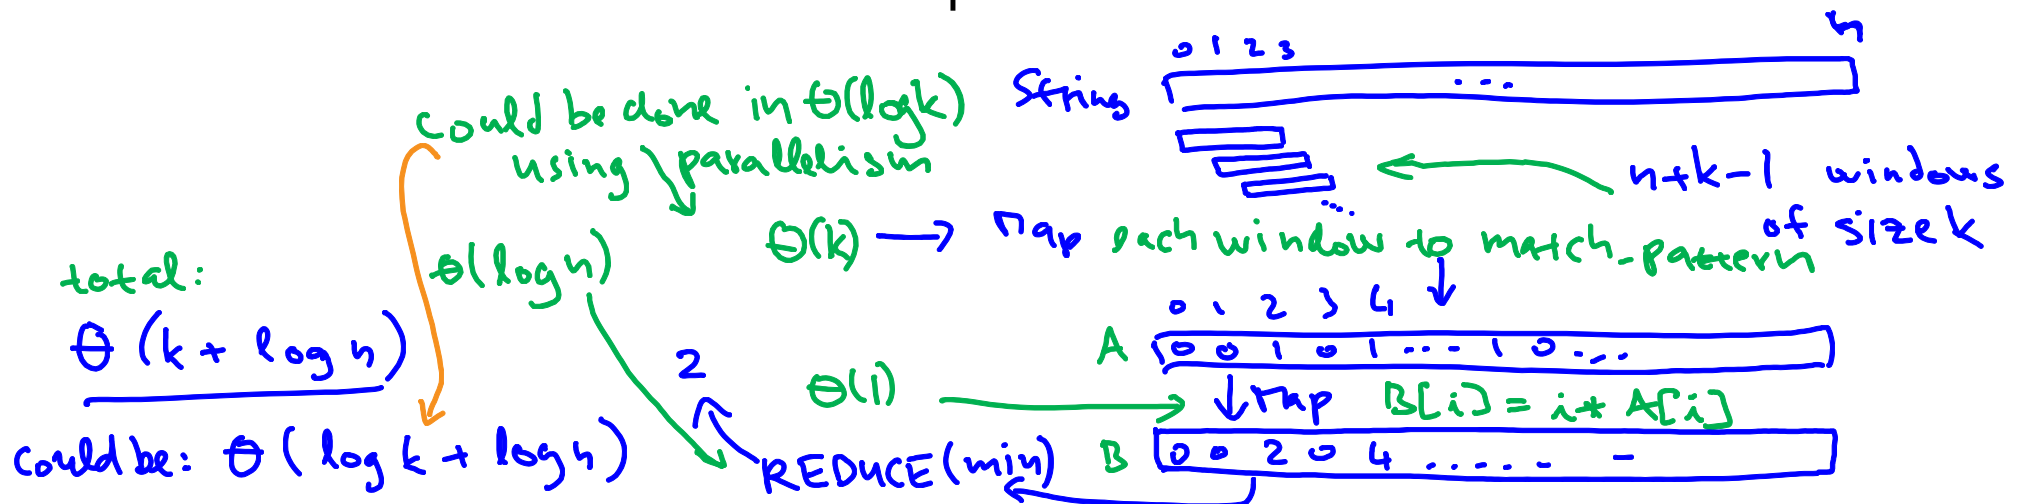 0 1 2 3 n
String ...
could be done in Θ(log k)
using parallelism
n+k-1 windows
of size k
Θ(k) → Map each window to match_pattern
Θ(log n)
total:
Θ(k + log n)
could be: Θ(log k + log n)
0 1 2 3 4
A 0 0 1 0 1 ... 1 0 ...
Θ(1)
Map B[i] = i * A[i]
B 0 0 2 0 4 ..... -
2
REDUCE(min)